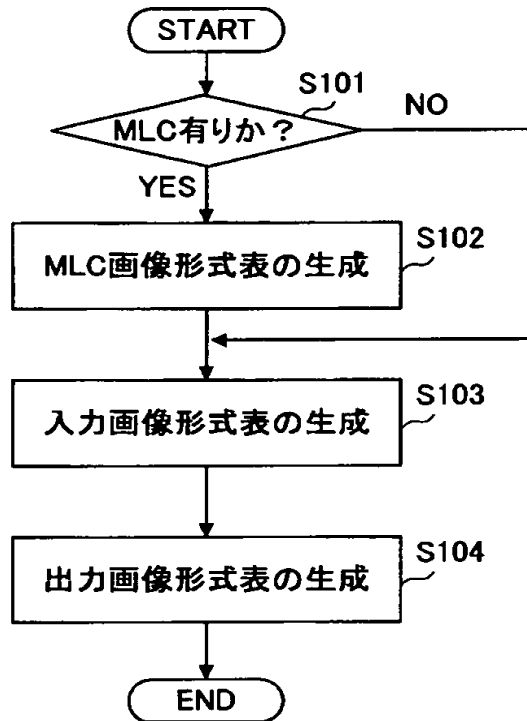 START
S101
MLC有りか？
NO
YES
S102
MLC画像形式表の生成
S103
入力画像形式表の生成
S104
出力画像形式表の生成
END